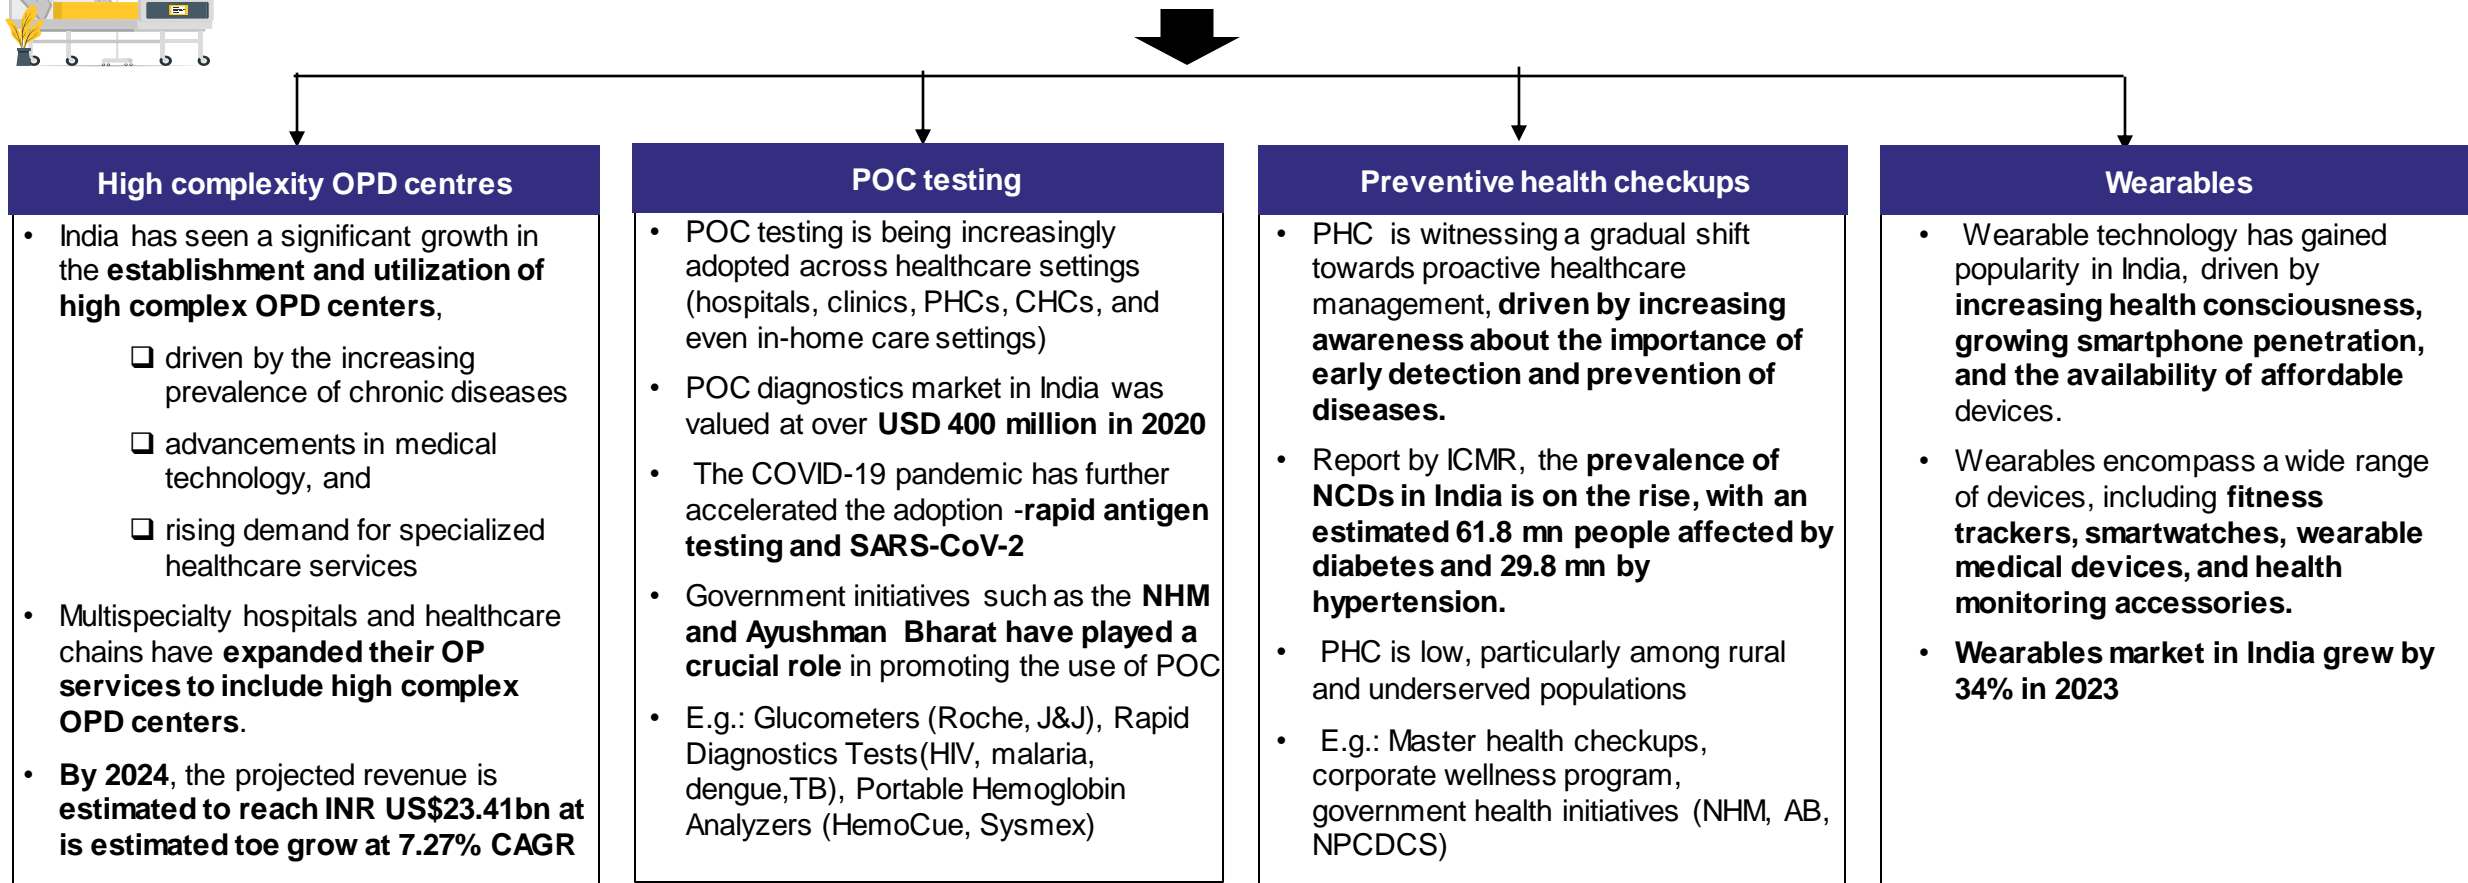 High complexity OPD centres
• India has seen a significant growth in
the establishment and utilization of
high complex OPD centers,
❑ driven by the increasing
prevalence of chronic diseases
❑ advancements in medical
technology, and
❑ rising demand for specialized
healthcare services
• Multispecialty hospitals and healthcare
chains have expanded their OP
services to include high complex
OPD centers.
• By 2024, the projected revenue is
estimated to reach INR US$23.41bn at
is estimated toe grow at 7.27% CAGR
POC testing
• POC testing is being increasingly
adopted across healthcare settings
(hospitals, clinics, PHCs, CHCs, and
even in-home care settings)
• POC diagnostics market in India was
valued at over USD 400 million in 2020
• The COVID-19 pandemic has further
accelerated the adoption -rapid antigen
testing and SARS-CoV-2
• Government initiatives such as the NHM
and Ayushman Bharat have played a
crucial role in promoting the use of POC
• E.g.: Glucometers (Roche, J&J), Rapid
Diagnostics Tests(HIV, malaria,
dengue,TB), Portable Hemoglobin
Analyzers (HemoCue, Sysmex)
Preventive health checkups
• PHC is witnessing a gradual shift
towards proactive healthcare
management, driven by increasing
awareness about the importance of
early detection and prevention of
diseases.
• Report by ICMR, the prevalence of
NCDs in India is on the rise, with an
estimated 61.8 mn people affected by
diabetes and 29.8 mn by
hypertension.
• PHC is low, particularly among rural
and underserved populations
• E.g.: Master health checkups,
corporate wellness program,
government health initiatives (NHM, AB,
NPCDCS)
Wearables
• Wearable technology has gained
popularity in India, driven by
increasing health consciousness,
growing smartphone penetration,
and the availability of affordable
devices.
• Wearables encompass a wide range
of devices, including fitness
trackers, smartwatches, wearable
medical devices, and health
monitoring accessories.
• Wearables market in India grew by
34% in 2023